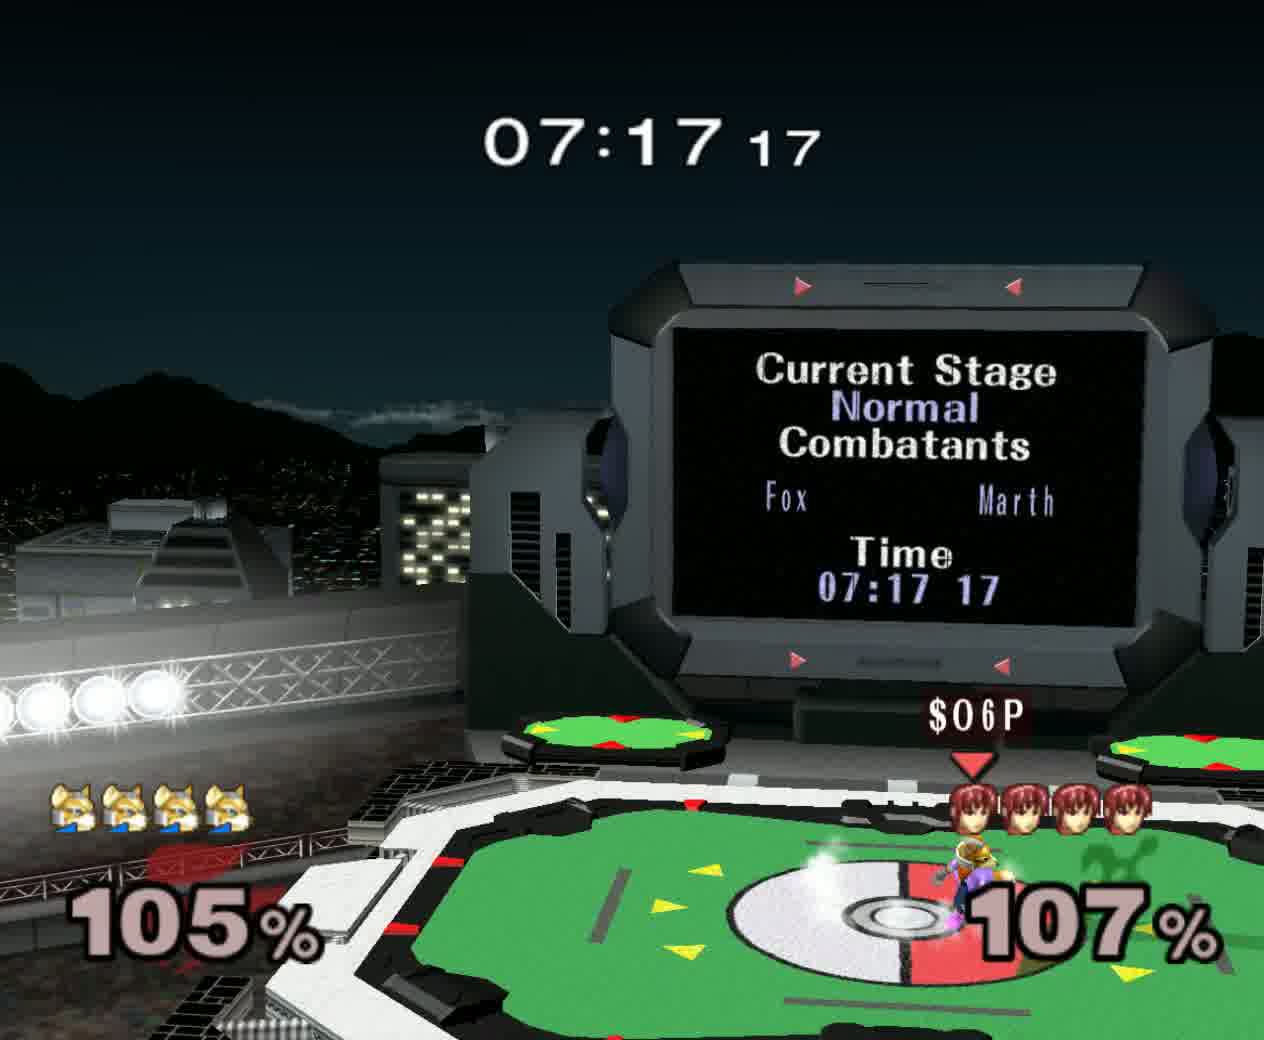 07:17 17
Current Stage
Normal
Combatants
Fox Marth
Time
07:17 17
$06P
105%
107%